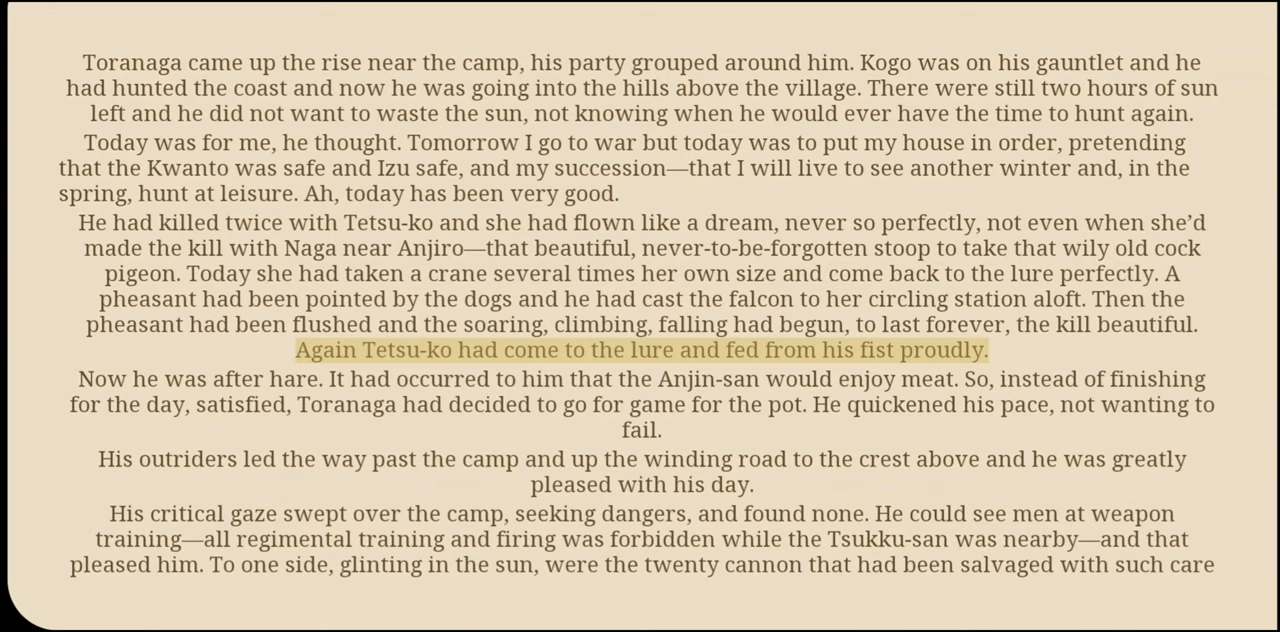 Toranaga came up the rise near the camp, his party grouped around him. Kogo was on his gauntlet and he
had hunted the coast and now he was going into the hills above the village. There were still two hours of sun
left and he did not want to waste the sun, not knowing when he would ever have the time to hunt again.
Today was for me, he thought. Tomorrow I go to war but today was to put my house in order, pretending
that the Kwanto was safe and Izu safe, and my succession—that I will live to see another winter and, in the
spring, hunt at leisure. Ah, today has been very good.
He had killed twice with Tetsu-ko and she had flown like a dream, never so perfectly, not even when she’d
made the kill with Naga near Anjiro—that beautiful, never-to-be-forgotten stoop to take that wily old cock
pigeon. Today she had taken a crane several times her own size and come back to the lure perfectly. A
pheasant had been pointed by the dogs and he had cast the falcon to her circling station aloft. Then the
pheasant had been flushed and the soaring, climbing, falling had begun, to last forever, the kill beautiful.
Again Tetsu-ko had come to the lure and fed from his fist proudly.
Now he was after hare. It had occurred to him that the Anjin-san would enjoy meat. So, instead of finishing
for the day, satisfied, Toranaga had decided to go for game for the pot. He quickened his pace, not wanting to
fail.
His outriders led the way past the camp and up the winding road to the crest above and he was greatly
pleased with his day.
His critical gaze swept over the camp, seeking dangers, and found none. He could see men at weapon
training—all regimental training and firing was forbidden while the Tsukku-san was nearby—and that
pleased him. To one side, glinting in the sun, were the twenty cannon that had been salvaged with such care